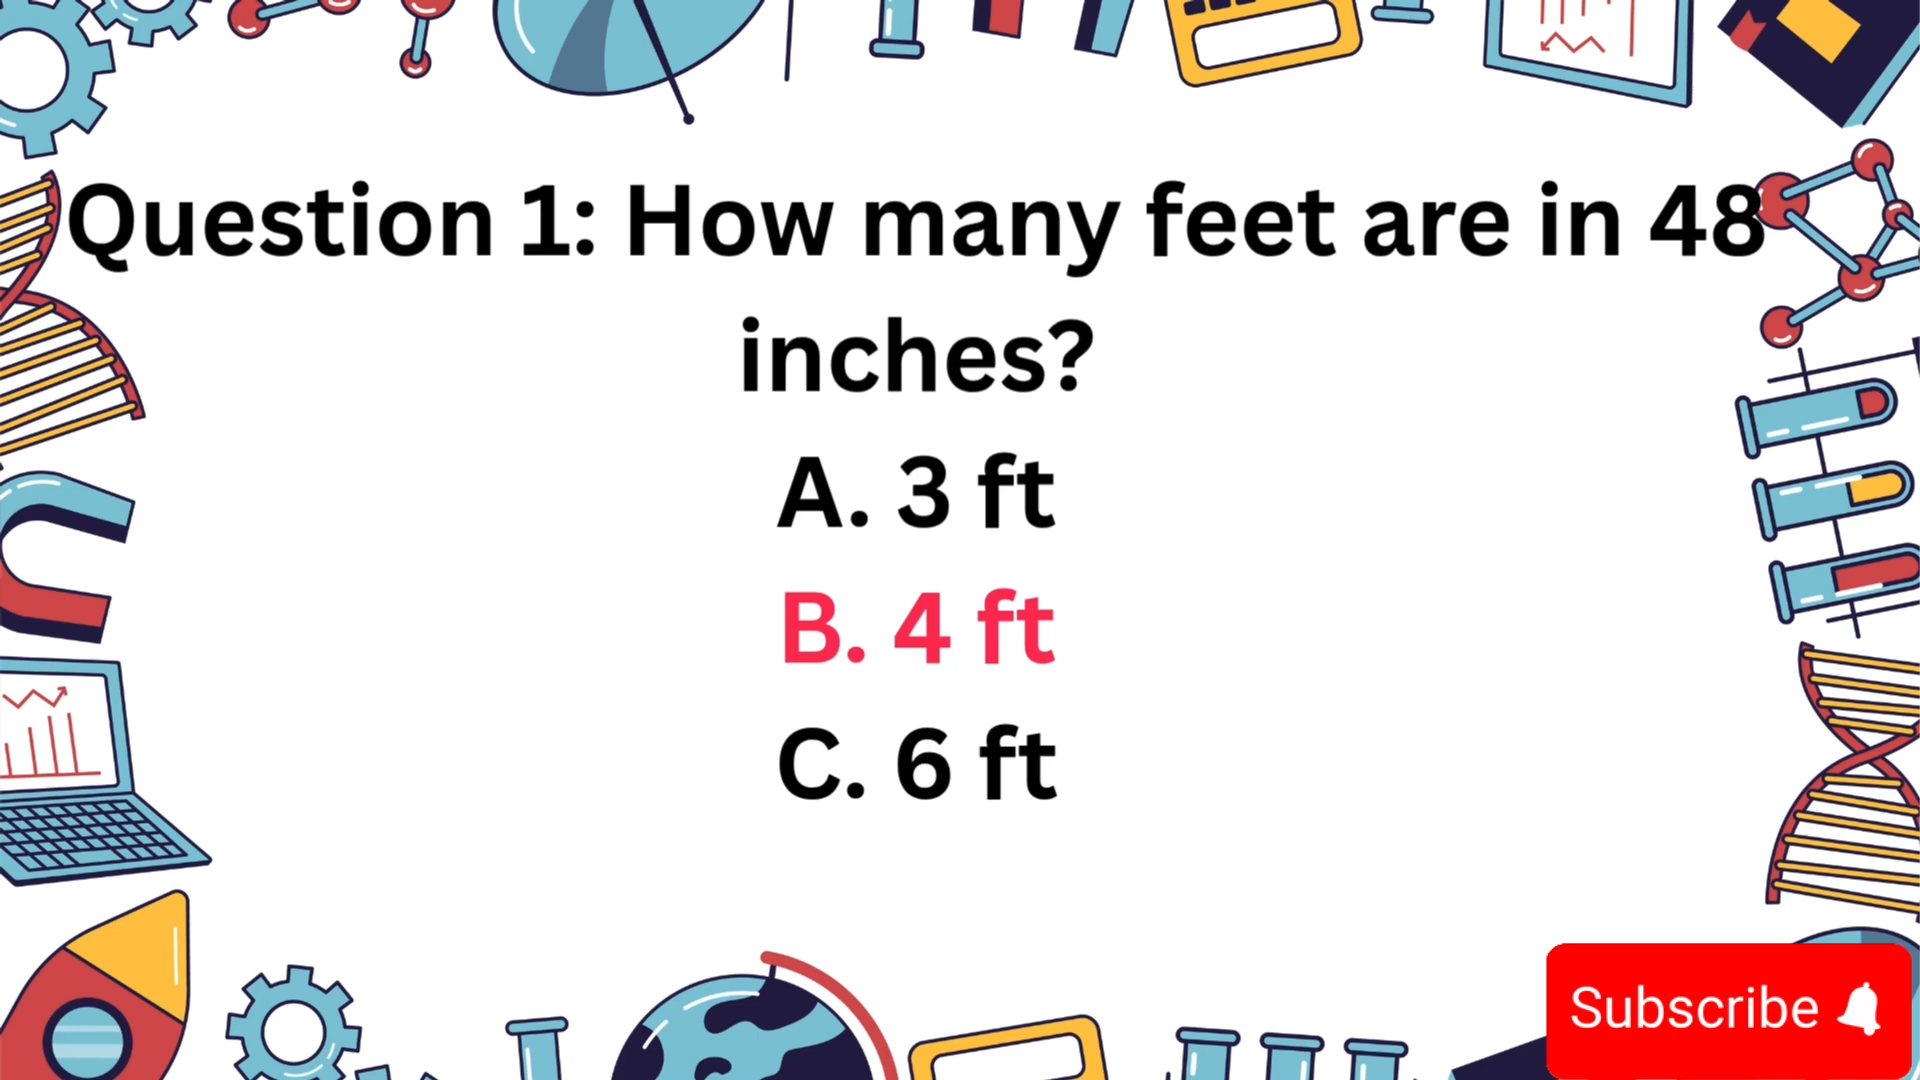 Question 1: How many feet are in 48
inches?
A. 3 ft
B. 4 ft
C. 6 ft
Subscribe